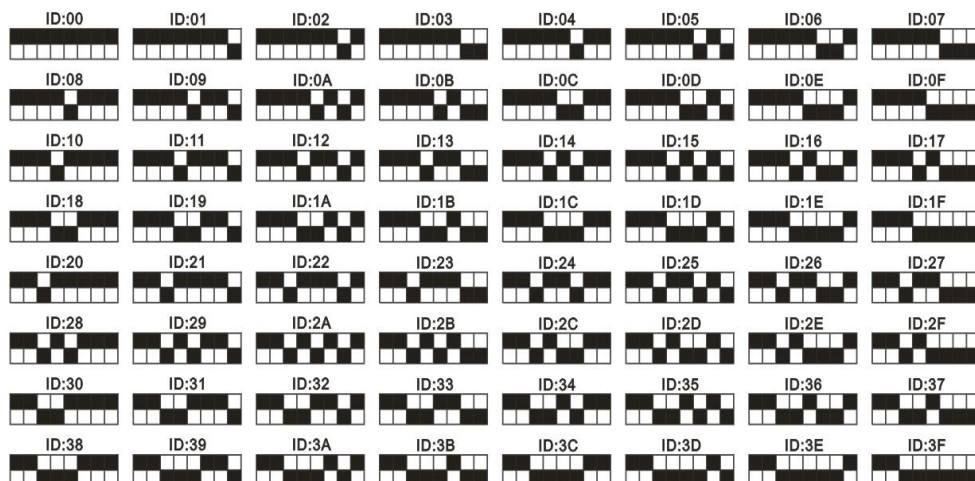 ID:00 ID:01 ID:02 ID:03 ID:04 ID:05 ID:06 ID:07
ID:08 ID:09 ID:0A ID:0B ID:0C ID:0D ID:0E ID:0F
ID:10 ID:11 ID:12 ID:13 ID:14 ID:15 ID:16 ID:17
ID:18 ID:19 ID:1A ID:1B ID:1C ID:1D ID:1E ID:1F
ID:20 ID:21 ID:22 ID:23 ID:24 ID:25 ID:26 ID:27
ID:28 ID:29 ID:2A ID:2B ID:2C ID:2D ID:2E ID:2F
ID:30 ID:31 ID:32 ID:33 ID:34 ID:35 ID:36 ID:37
ID:38 ID:39 ID:3A ID:3B ID:3C ID:3D ID:3E ID:3F